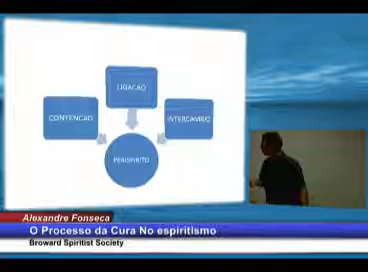 LIGACAO
CONTENCAO
INTERCAMBIO
PERISPIRITO
Alexandre Fonseca
O Processo da Cura No espiritismo
Broward Spiritist Society